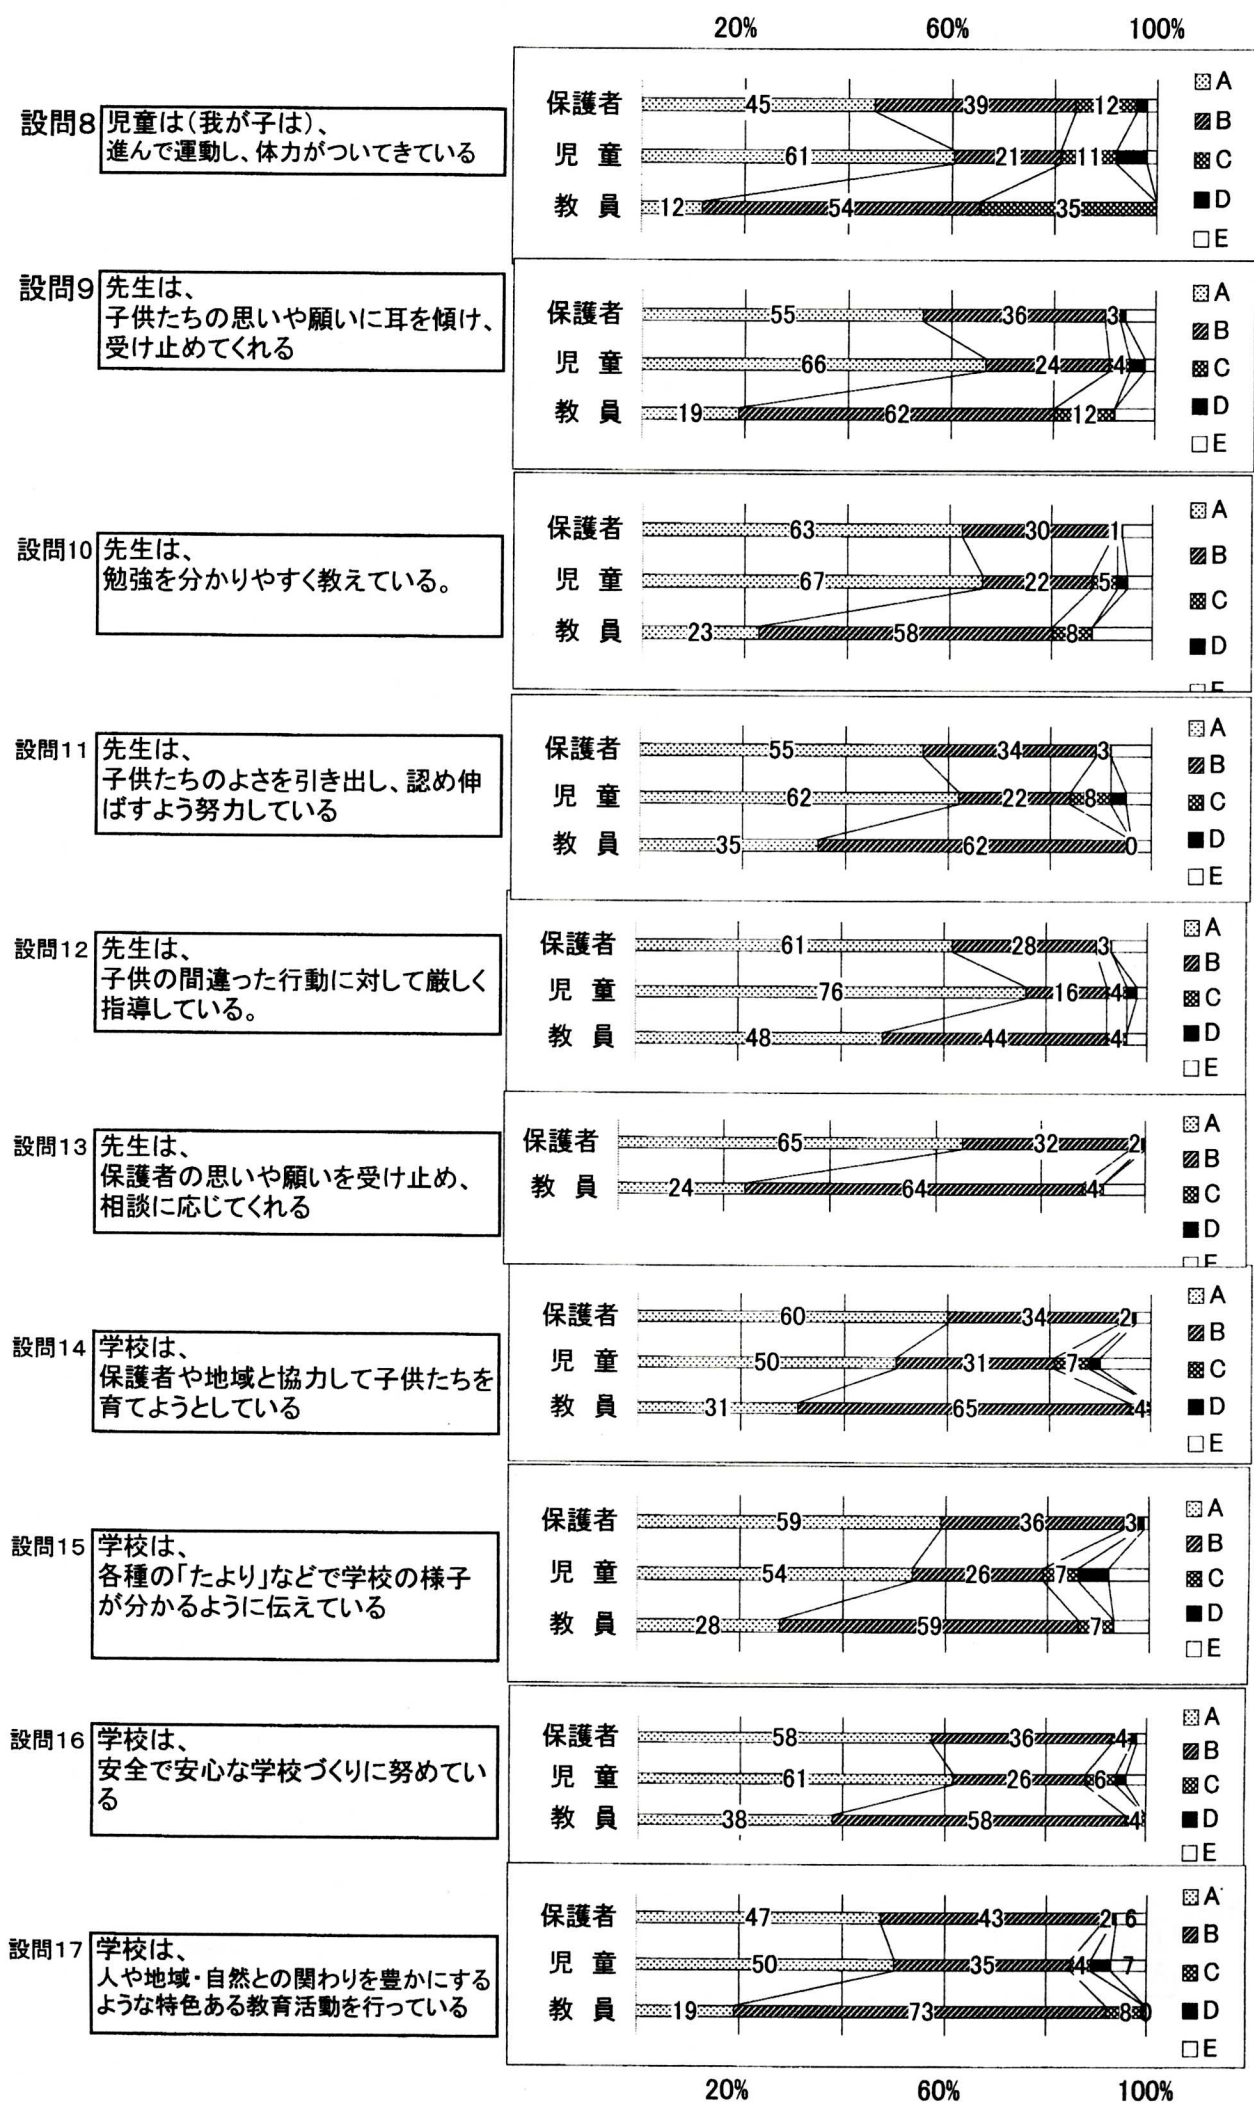 20% 60% 100%
設問8
児童は(我が子は)、
進んで運動し、体力がついてきている
保護者 45 39 12
児 童 61 21 11
教 員 12 54 35
A
B
C
D
E
設問9
先生は、
子供たちの思いや願いに耳を傾け、
受け止めてくれる
保護者 55 36 3
児 童 66 24 4
教 員 19 62 12
A
B
C
D
E
設問10
先生は、
勉強を分かりやすく教えている。
保護者 63 30 1
児 童 67 22 5
教 員 23 58 8
A
B
C
D
E
設問11
先生は、
子供たちのよさを引き出し、認め伸
ばすよう努力している
保護者 55 34 3
児 童 62 22 8
教 員 35 62 0
A
B
C
D
E
設問12
先生は、
子供の間違った行動に対して厳しく
指導している。
保護者 61 28 3
児 童 76 16 4
教 員 48 44 4
A
B
C
D
E
設問13
先生は、
保護者の思いや願いを受け止め、
相談に応じてくれる
保護者 65 32 2
教 員 24 64 4
A
B
C
D
E
設問14
学校は、
保護者や地域と協力して子供たちを
育てようとしている
保護者 60 34 2
児 童 50 31 7
教 員 31 65 4
A
B
C
D
E
設問15
学校は、
各種の「たより」などで学校の様子
が分かるように伝えている
保護者 59 36 3
児 童 54 26 7
教 員 28 59 7
A
B
C
D
E
設問16
学校は、
安全で安心な学校づくりに努めてい
る
保護者 58 36 4
児 童 61 26 6
教 員 38 58 4
A
B
C
D
E
設問17
学校は、
人や地域・自然との関わりを豊かにする
ような特色ある教育活動を行っている
保護者 47 43 2 6
児 童 50 35 4 7
教 員 19 73 8 0
A
B
C
D
E
20% 60% 100%